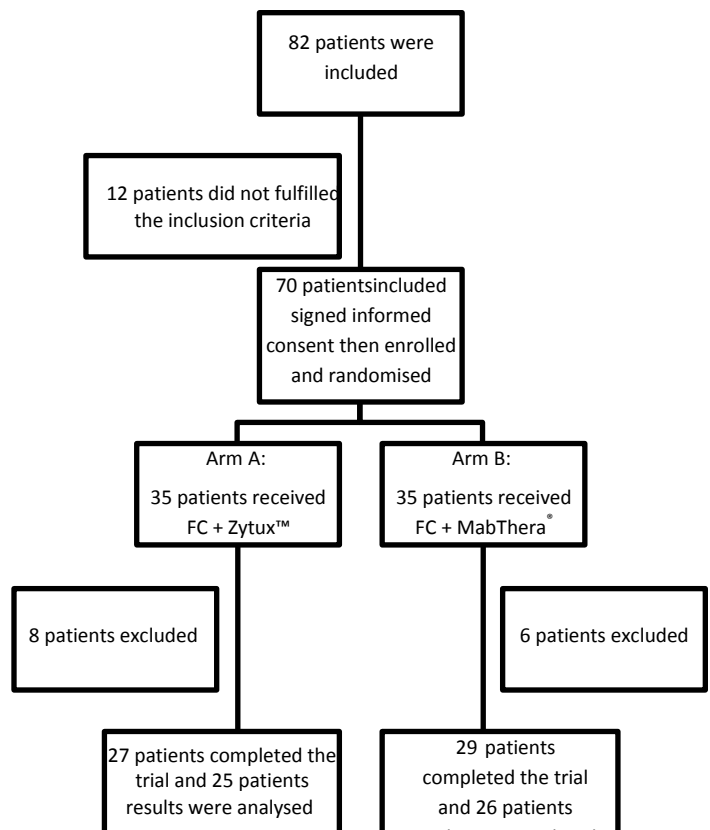 82 patients were
included
12 patients did not fulfilled
the inclusion criteria
70 patientsincluded
signed informed
consent then enrolled
and randomised
Arm A:
35 patients received
FC + Zytux™
Arm B:
35 patients received
FC + MabThera®
8 patients excluded
6 patients excluded
27 patients completed the
trial and 25 patients
results were analysed
29 patients
completed the trial
and 26 patients